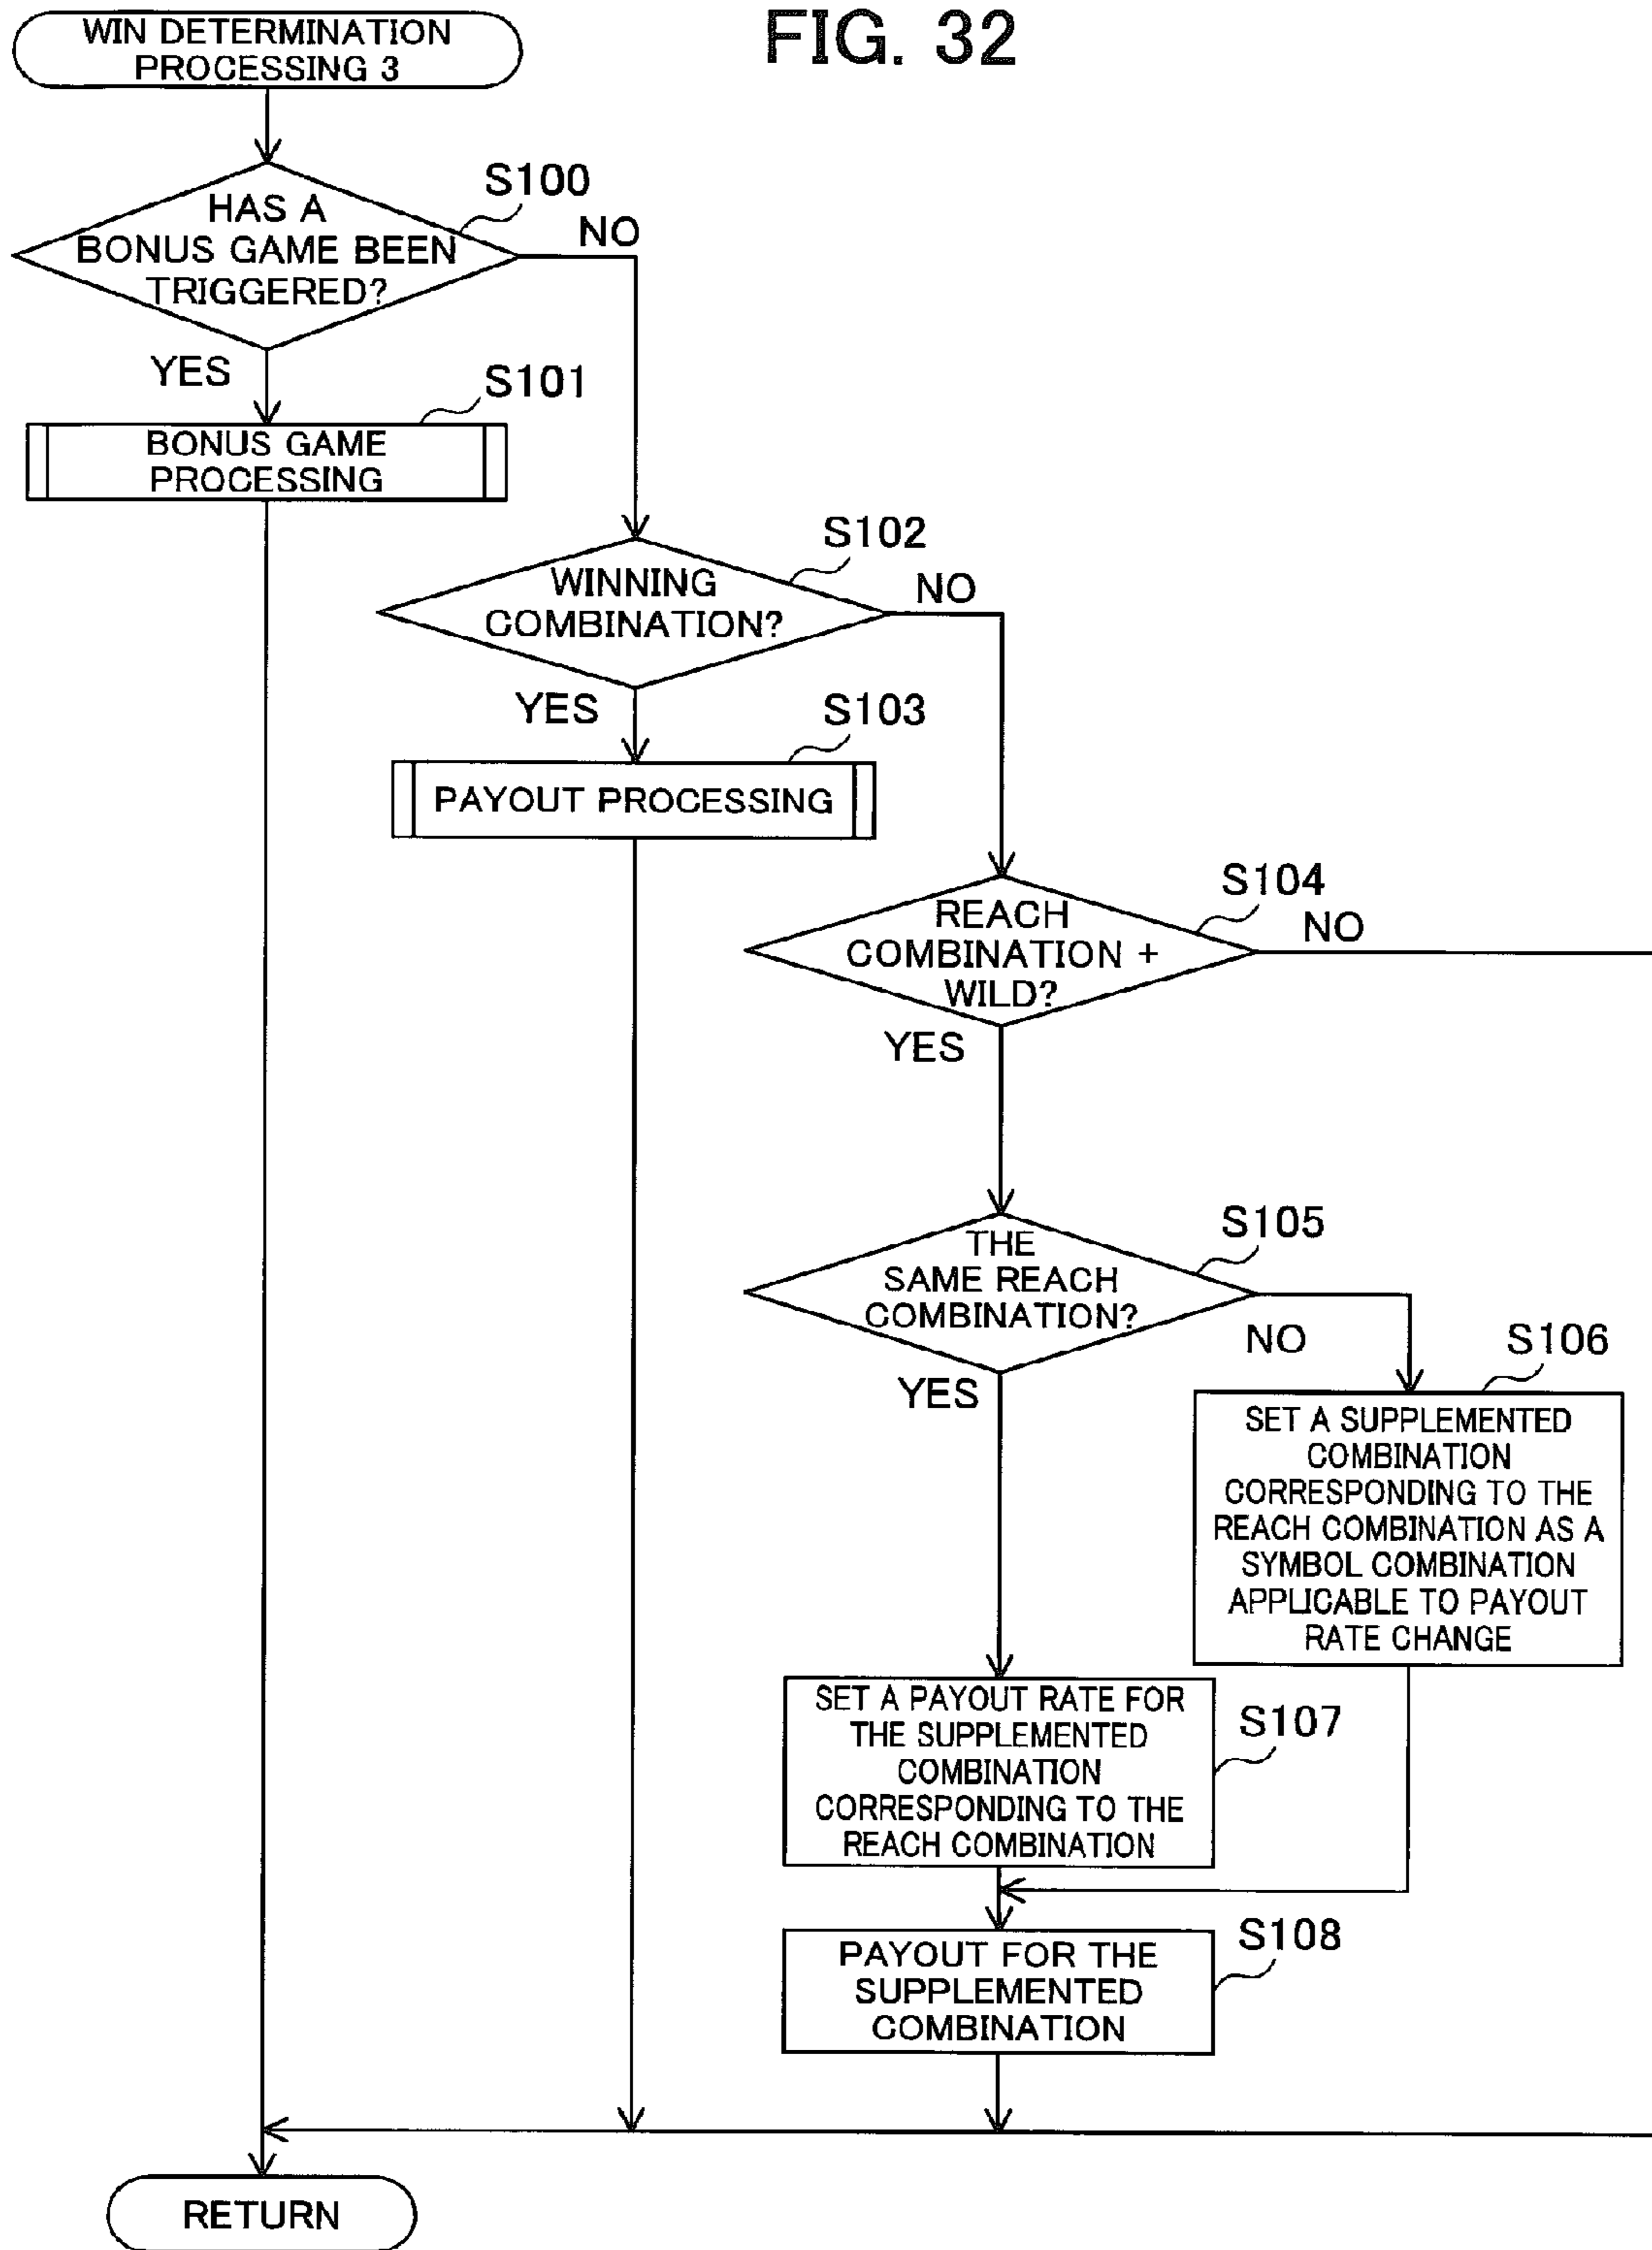 FIG. 32
WIN DETERMINATION
PROCESSING 3
S100
HAS A
BONUS GAME BEEN
TRIGGERED?
NO
YES
S101
BONUS GAME
PROCESSING
S102
WINNING
COMBINATION?
NO
YES
S103
PAYOUT PROCESSING
S104
REACH
COMBINATION +
WILD?
NO
YES
S105
THE
SAME REACH
COMBINATION?
NO
YES
S106
SET A SUPPLEMENTED
COMBINATION
CORRESPONDING TO THE
REACH COMBINATION AS A
SYMBOL COMBINATION
APPLICABLE TO PAYOUT
RATE CHANGE
S107
SET A PAYOUT RATE FOR
THE SUPPLEMENTED
COMBINATION
CORRESPONDING TO THE
REACH COMBINATION
S108
PAYOUT FOR THE
SUPPLEMENTED
COMBINATION
RETURN